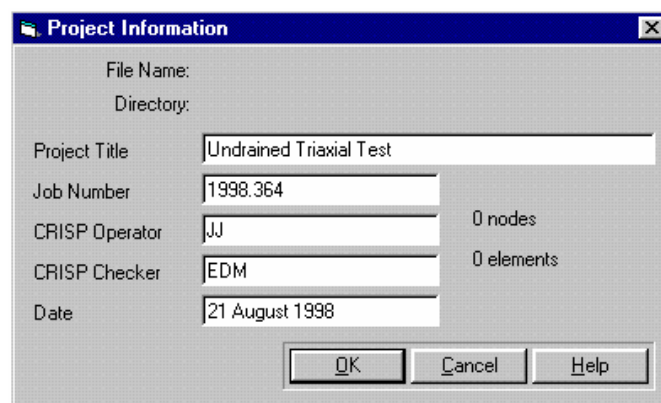 Project Information
File Name:
Directory:
Project Title
Undrained Triaxial Test
Job Number
1998.364
CRISP Operator
JJ
0 nodes
CRISP Checker
EDM
0 elements
Date
21 August 1998
OK
Cancel
Help